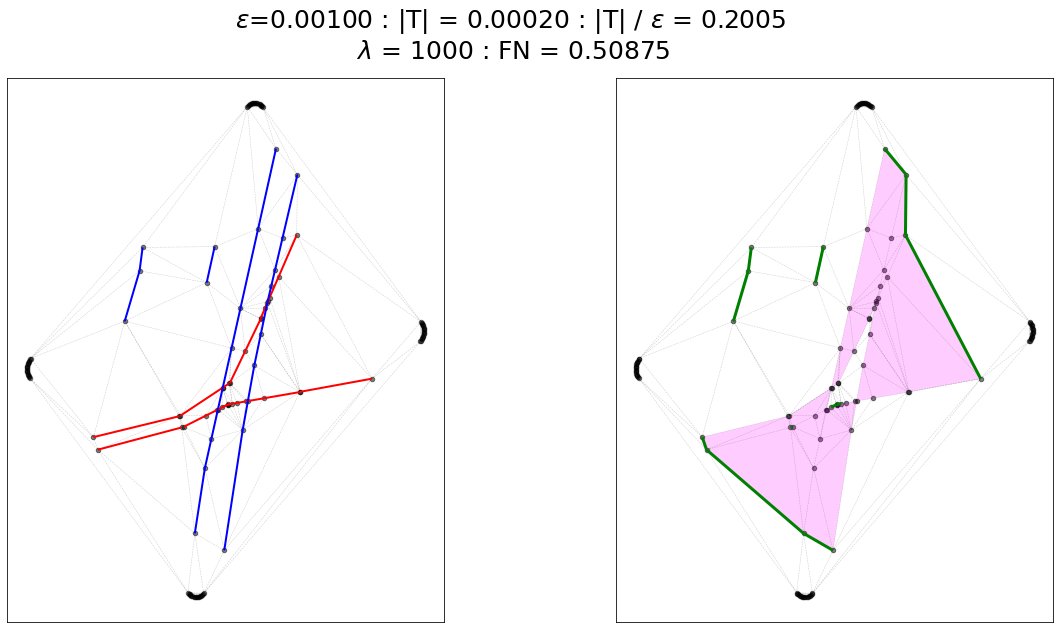 ε=0.00100 : |T| = 0.00020 : |T| / ε = 0.2005
λ = 1000 : FN = 0.50875